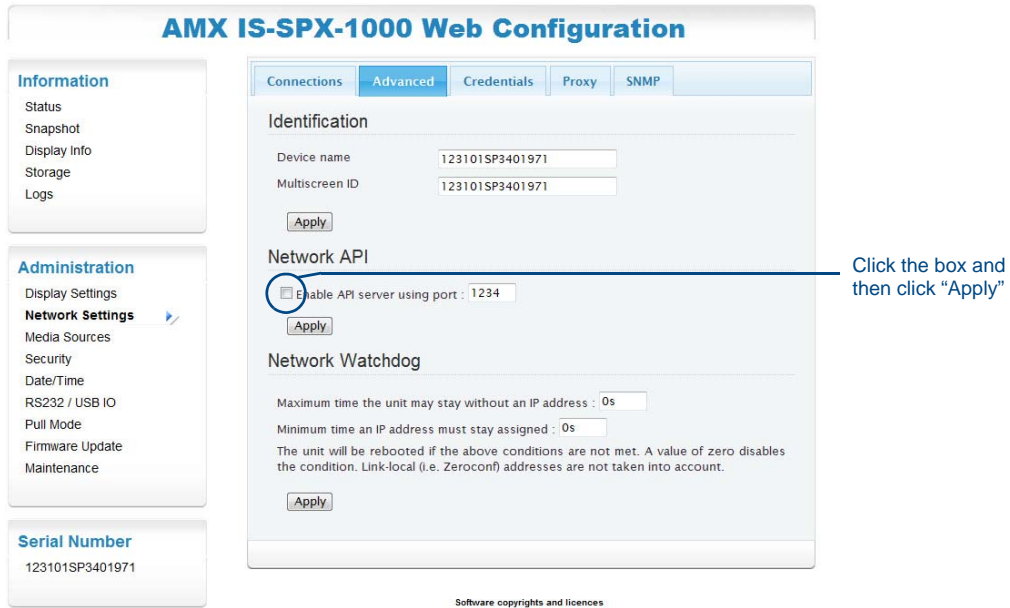 AMX IS-SPX-1000 Web Configuration
Information
Status
Snapshot
Display Info
Storage
Logs
Administration
Display Settings
Network Settings
Media Sources
Security
Date/Time
RS232 / USB IO
Pull Mode
Firmware Update
Maintenance
Serial Number
123101SP3401971
Connections Advanced Credentials Proxy SNMP
Identification
Device name 123101SP3401971
Multiscreen ID 123101SP3401971
Apply
Network API
Enable API server using port : 1234
Apply
Network Watchdog
Maximum time the unit may stay without an IP address : 0s
Minimum time an IP address must stay assigned : 0s
The unit will be rebooted if the above conditions are not met. A value of zero disables
the condition. Link-local (i.e. Zeroconf) addresses are not taken into account.
Apply
Click the box and
then click “Apply”
Software copyrights and licences